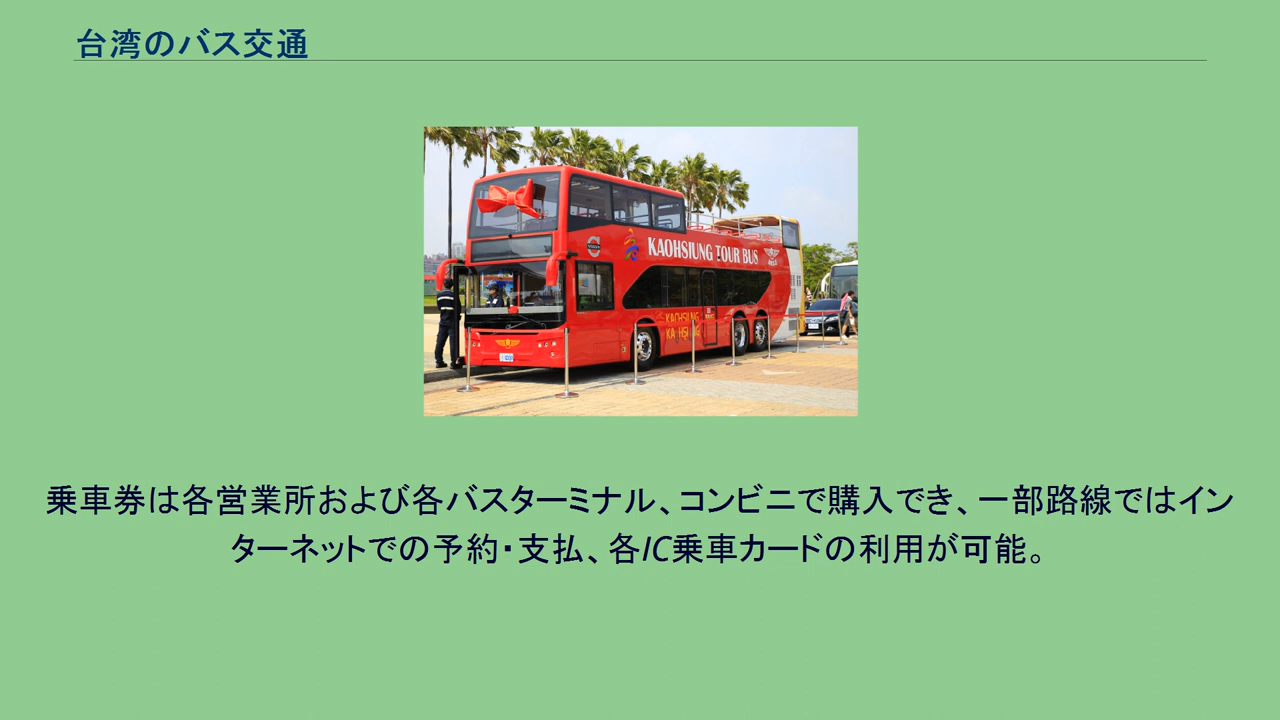 台湾のバス交通
KAOHSIUNG TOUR BUS
KAOHSIUNG
乗車券は各営業所および各バスターミナル、コンビニで購入でき、一部路線ではイン
ターネットでの予約・支払、各IC乗車カードの利用が可能。